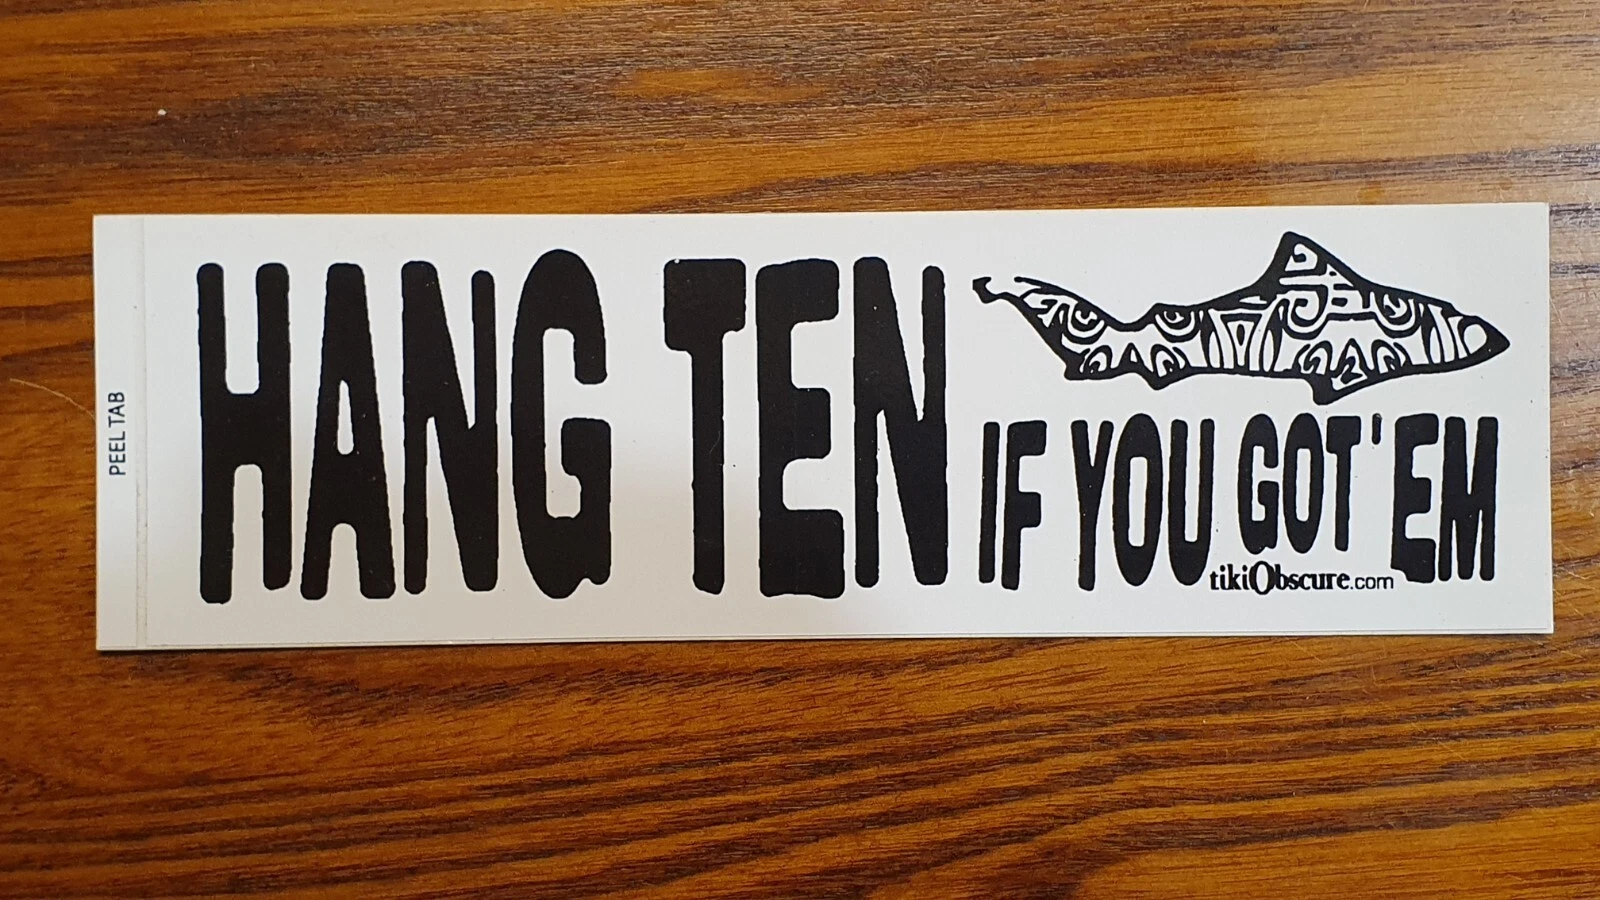 PEEL TAB
HANG TEN
IF YOU GOT 'EM
tikiObscure.com